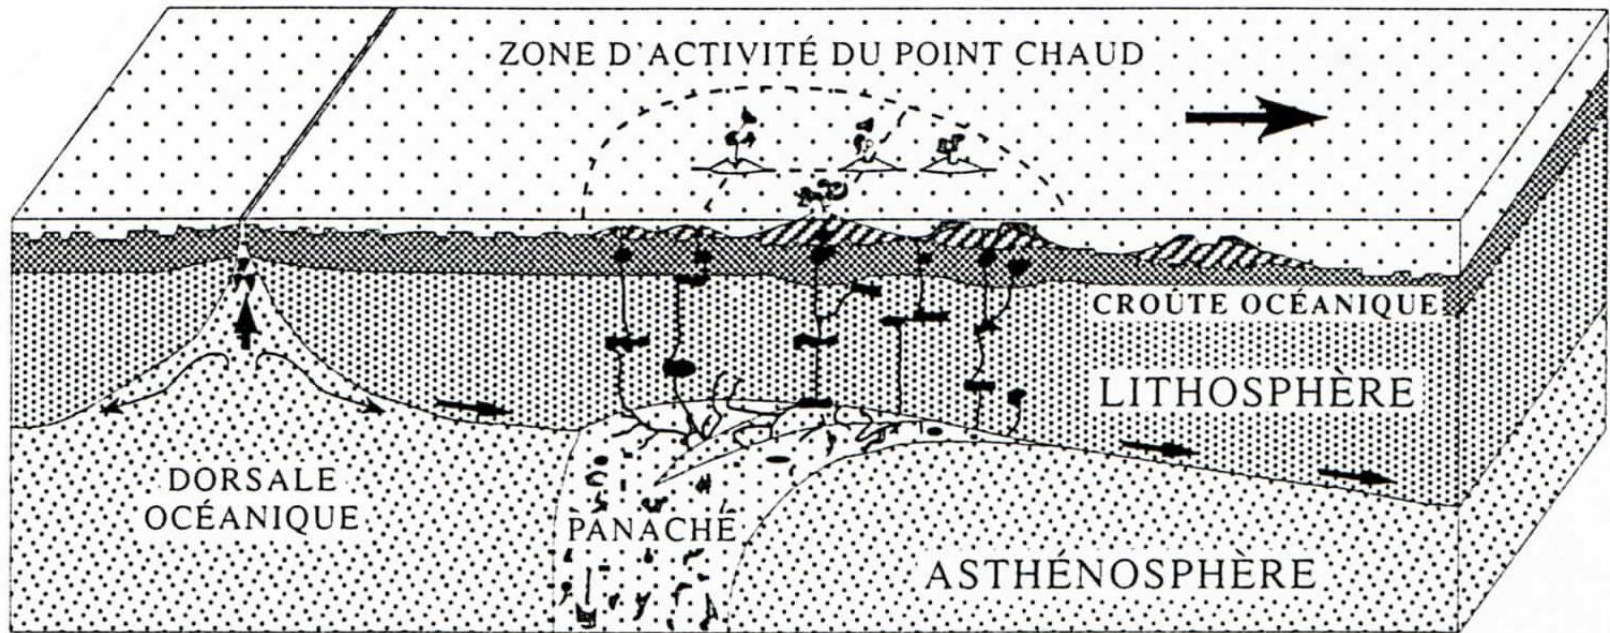 ZONE D'ACTIVITÉ DU POINT CHAUD
CROÛTE OCÉANIQUE
LITHOSPHÈRE
DORSALE
OCÉANIQUE
PANACHE
ASTHÉNOSPHÈRE